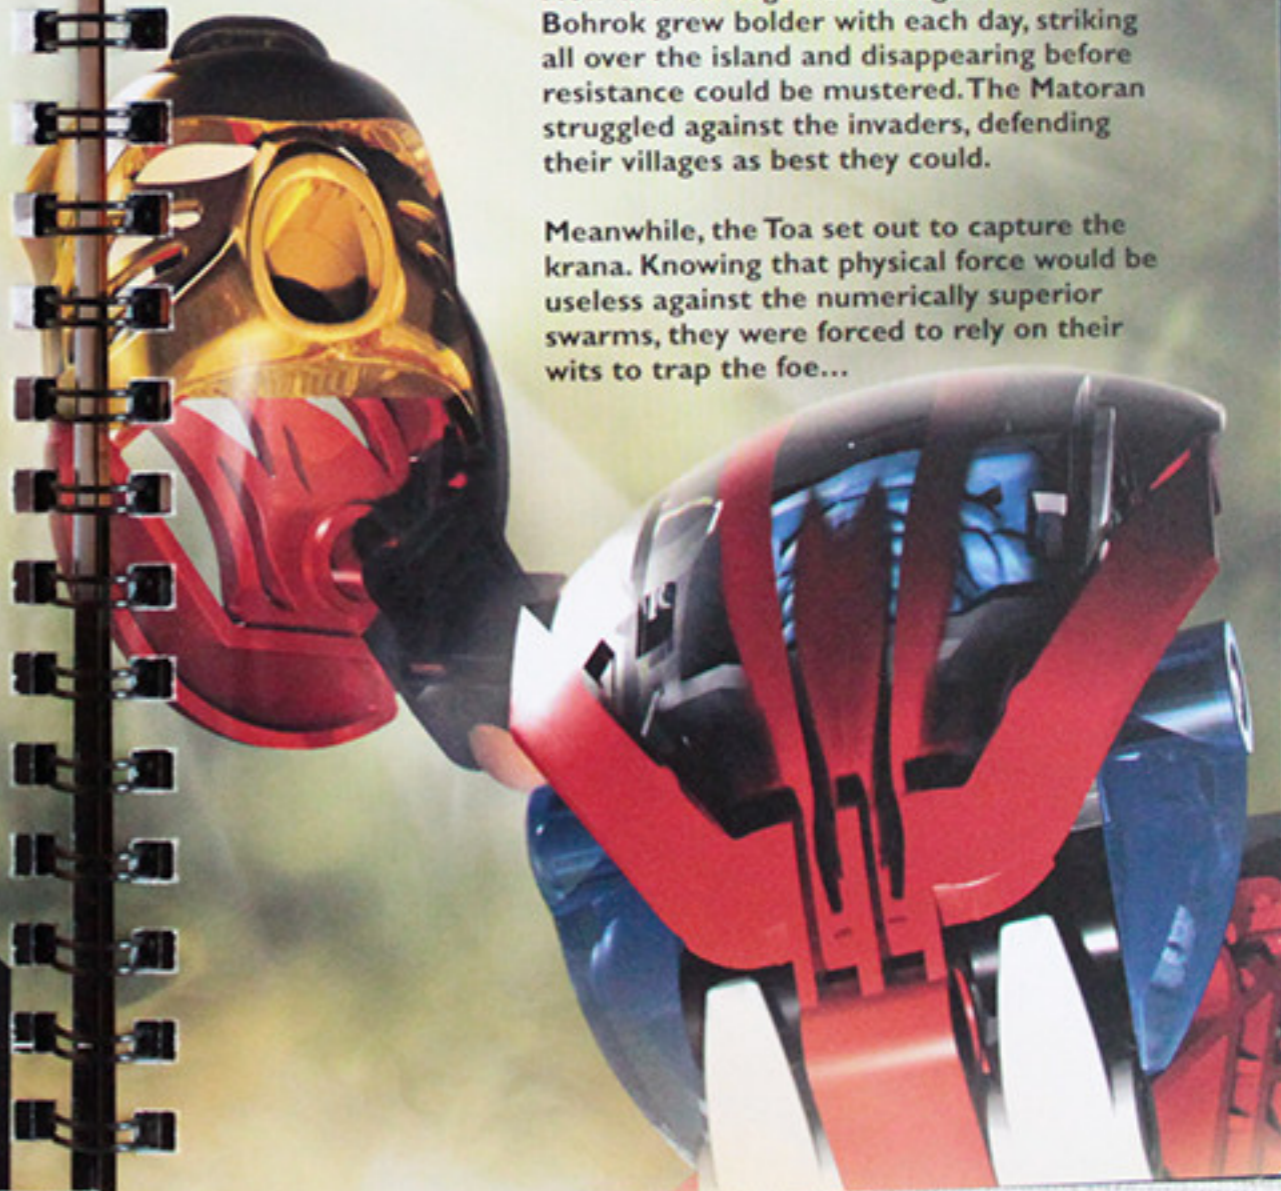 Bohrok grew bolder with each day, striking
all over the island and disappearing before
resistance could be mustered. The Matoran
struggled against the invaders, defending
their villages as best they could.
Meanwhile, the Toa set out to capture the
krana. Knowing that physical force would be
useless against the numerically superior
swarms, they were forced to rely on their
wits to trap the foe...